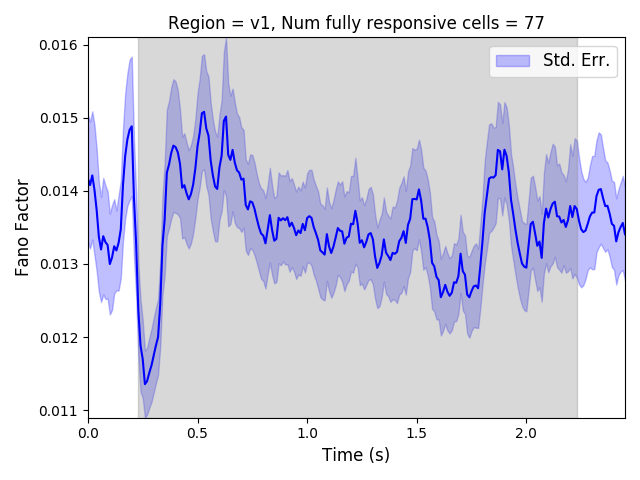 Region = v1, Num fully responsive cells = 77
Std. Err.
Fano Factor
0.016
0.015
0.014
0.013
0.012
0.011
0.0
0.5
1.0
1.5
2.0
Time (s)